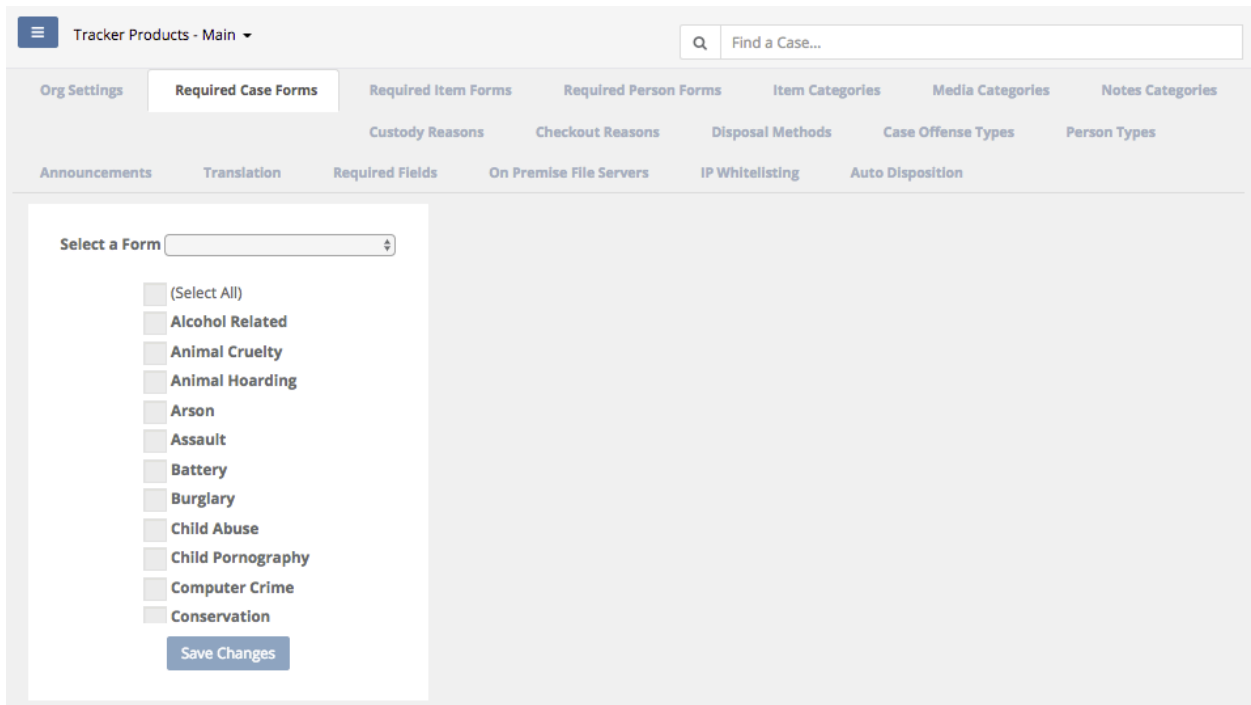 Tracker Products - Main
Find a Case...
Org Settings Required Case Forms Required Item Forms Required Person Forms Item Categories Media Categories Notes Categories
Custody Reasons Checkout Reasons Disposal Methods Case Offense Types Person Types
Announcements Translation Required Fields On Premise File Servers IP Whitelisting Auto Disposition
Select a Form
(Select All)
Alcohol Related
Animal Cruelty
Animal Hoarding
Arson
Assault
Battery
Burglary
Child Abuse
Child Pornography
Computer Crime
Conservation
Save Changes